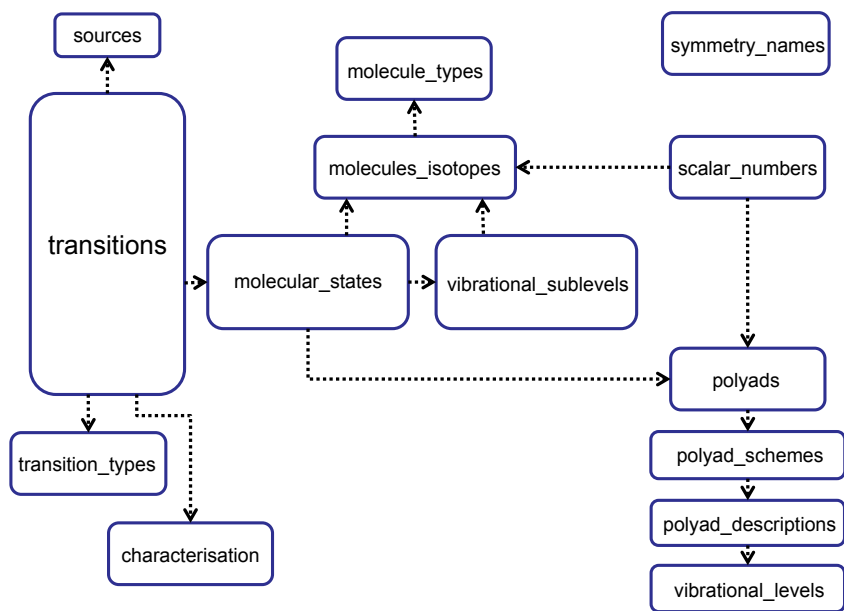 sources
symmetry_names
molecule_types
molecules_isotopes
scalar_numbers
transitions
molecular_states
vibrational_sublevels
polyads
transition_types
polyad_schemes
polyad_descriptions
characterisation
vibrational_levels